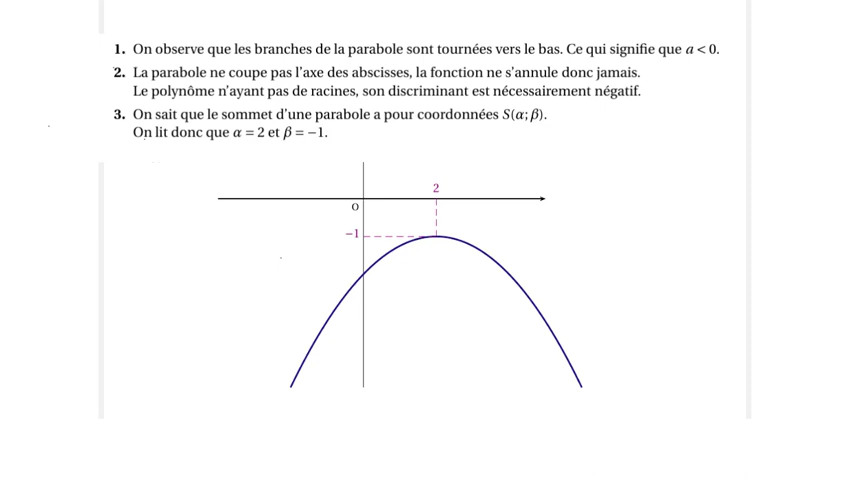 1. On observe que les branches de la parabole sont tournées vers le bas. Ce qui signifie que a < 0.
2. La parabole ne coupe pas l'axe des abscisses, la fonction ne s'annule donc jamais.
Le polynôme n'ayant pas de racines, son discriminant est nécessairement négatif.
3. On sait que le sommet d'une parabole a pour coordonnées S(α; β).
On lit donc que α = 2 et β = −1.
2
O
−1